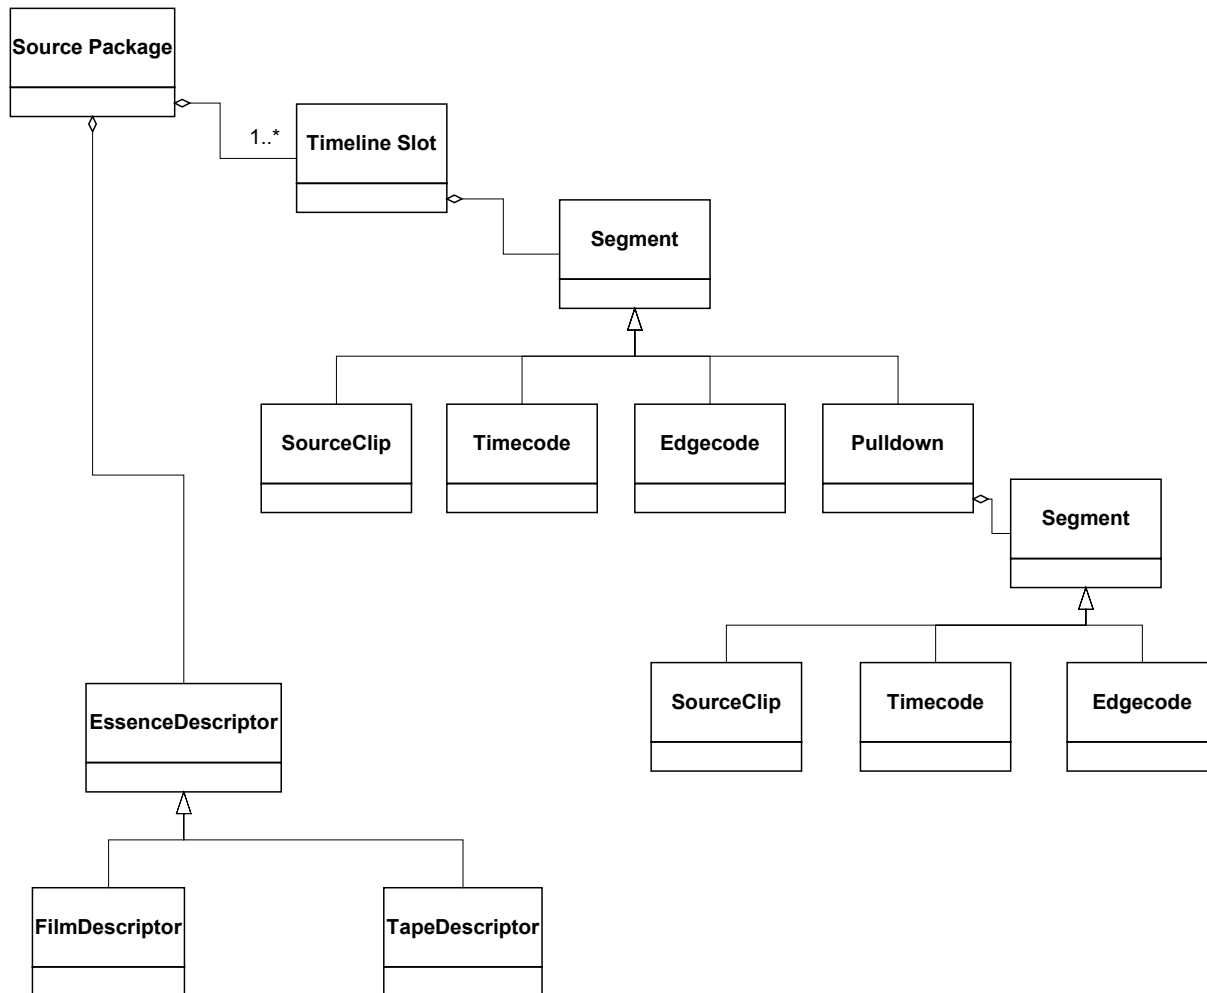 Source Package
1..*
Timeline Slot
Segment
SourceClip
Timecode
Edgecode
Pulldown
Segment
SourceClip
Timecode
Edgecode
EssenceDescriptor
FilmDescriptor
TapeDescriptor